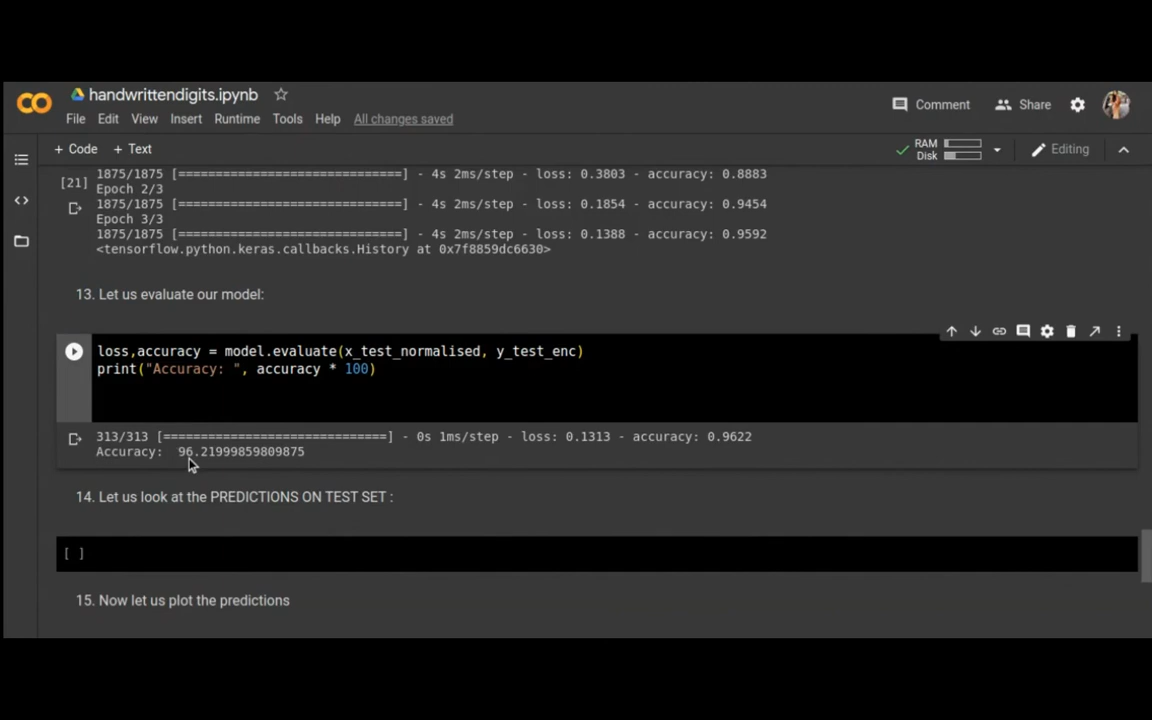 handwrittendigits.ipynb
Comment
Share
File Edit View Insert Runtime Tools Help All changes saved
+ Code + Text
RAM
Disk
Editing
1875/1875 [==============================] - 4s 2ms/step - loss: 0.3803 - accuracy: 0.8883
[21]
Epoch 2/3
1875/1875 [==============================] - 4s 2ms/step - loss: 0.1854 - accuracy: 0.9454
Epoch 3/3
1875/1875 [==============================] - 4s 2ms/step - loss: 0.1388 - accuracy: 0.9592
<tensorflow.python.keras.callbacks.History at 0x7f8859dc6630>
13. Let us evaluate our model:
loss,accuracy = model.evaluate(x_test_normalised, y_test_enc)
print("Accuracy: ", accuracy * 100)
313/313 [==============================] - 0s 1ms/step - loss: 0.1313 - accuracy: 0.9622
Accuracy:  96.21999859809875
14. Let us look at the PREDICTIONS ON TEST SET :
[ ]
15. Now let us plot the predictions